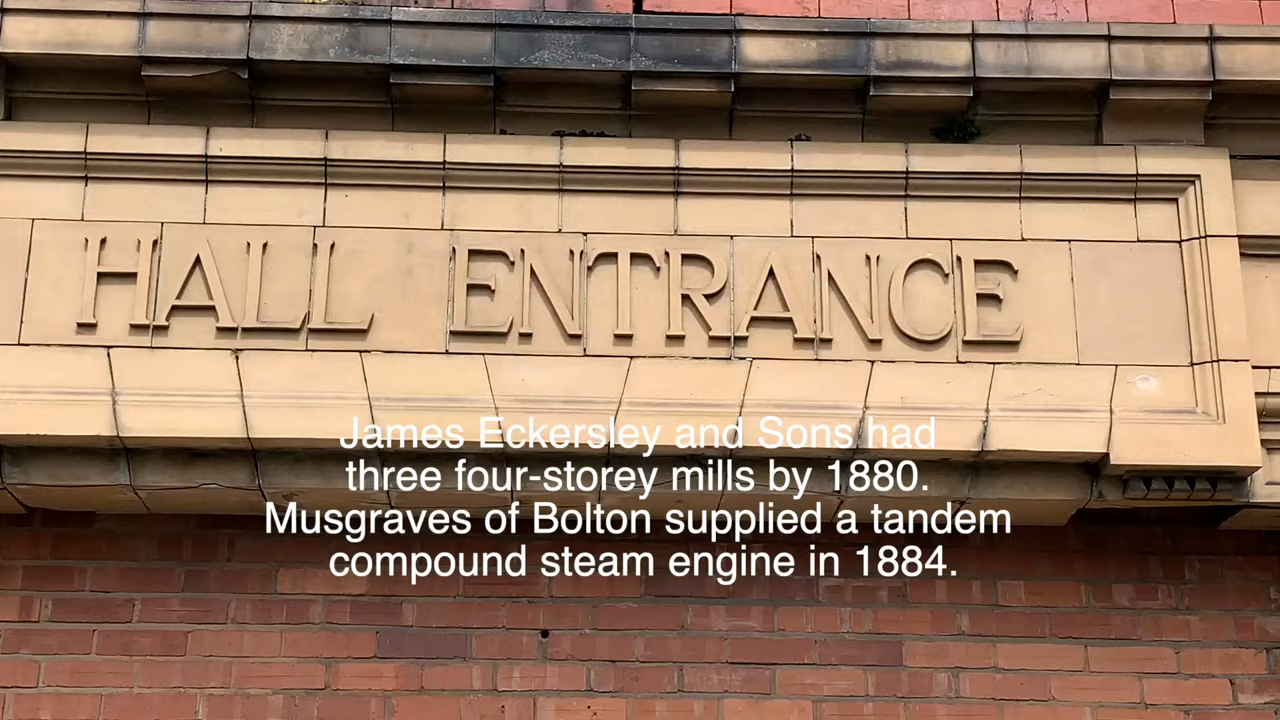 HALL ENTRANCE
James Eckersley and Sons had
three four-storey mills by 1880.
Musgraves of Bolton supplied a tandem
compound steam engine in 1884.